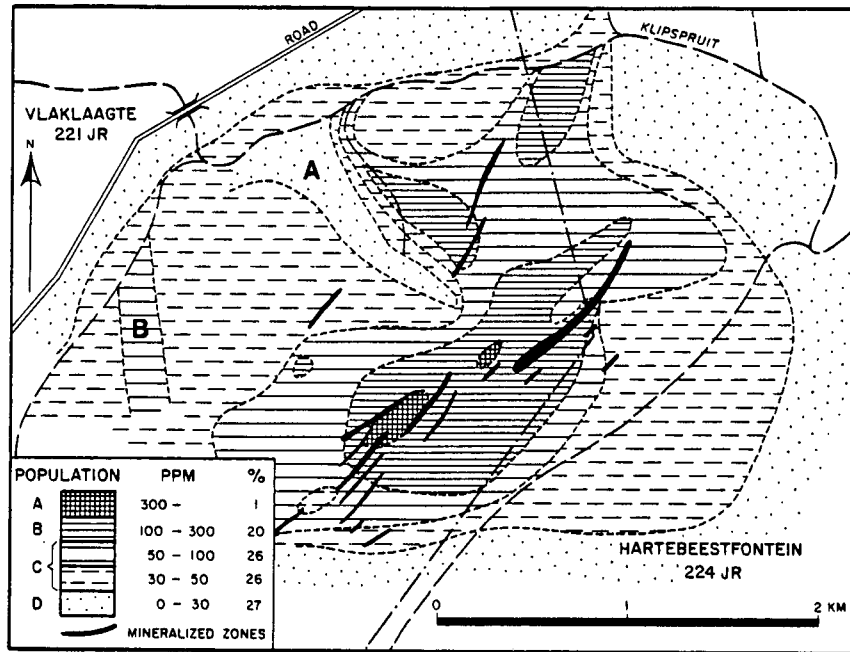 ROAD
KLIPSPRUIT
VLAKLAAGTE
221 JR
N
A
B
POPULATION PPM %
A 300 - 1
B 100 - 300 20
50 - 100 26
C
30 - 50 26
D 0 - 30 27
MINERALIZED ZONES
HARTEBEESTFONTEIN
224 JR
0 1 2 KM